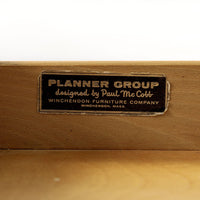 PLANNER GROUP
designed by Paul McCobb
WINCHENDON FURNITURE COMPANY
WINCHENDON, MASS.